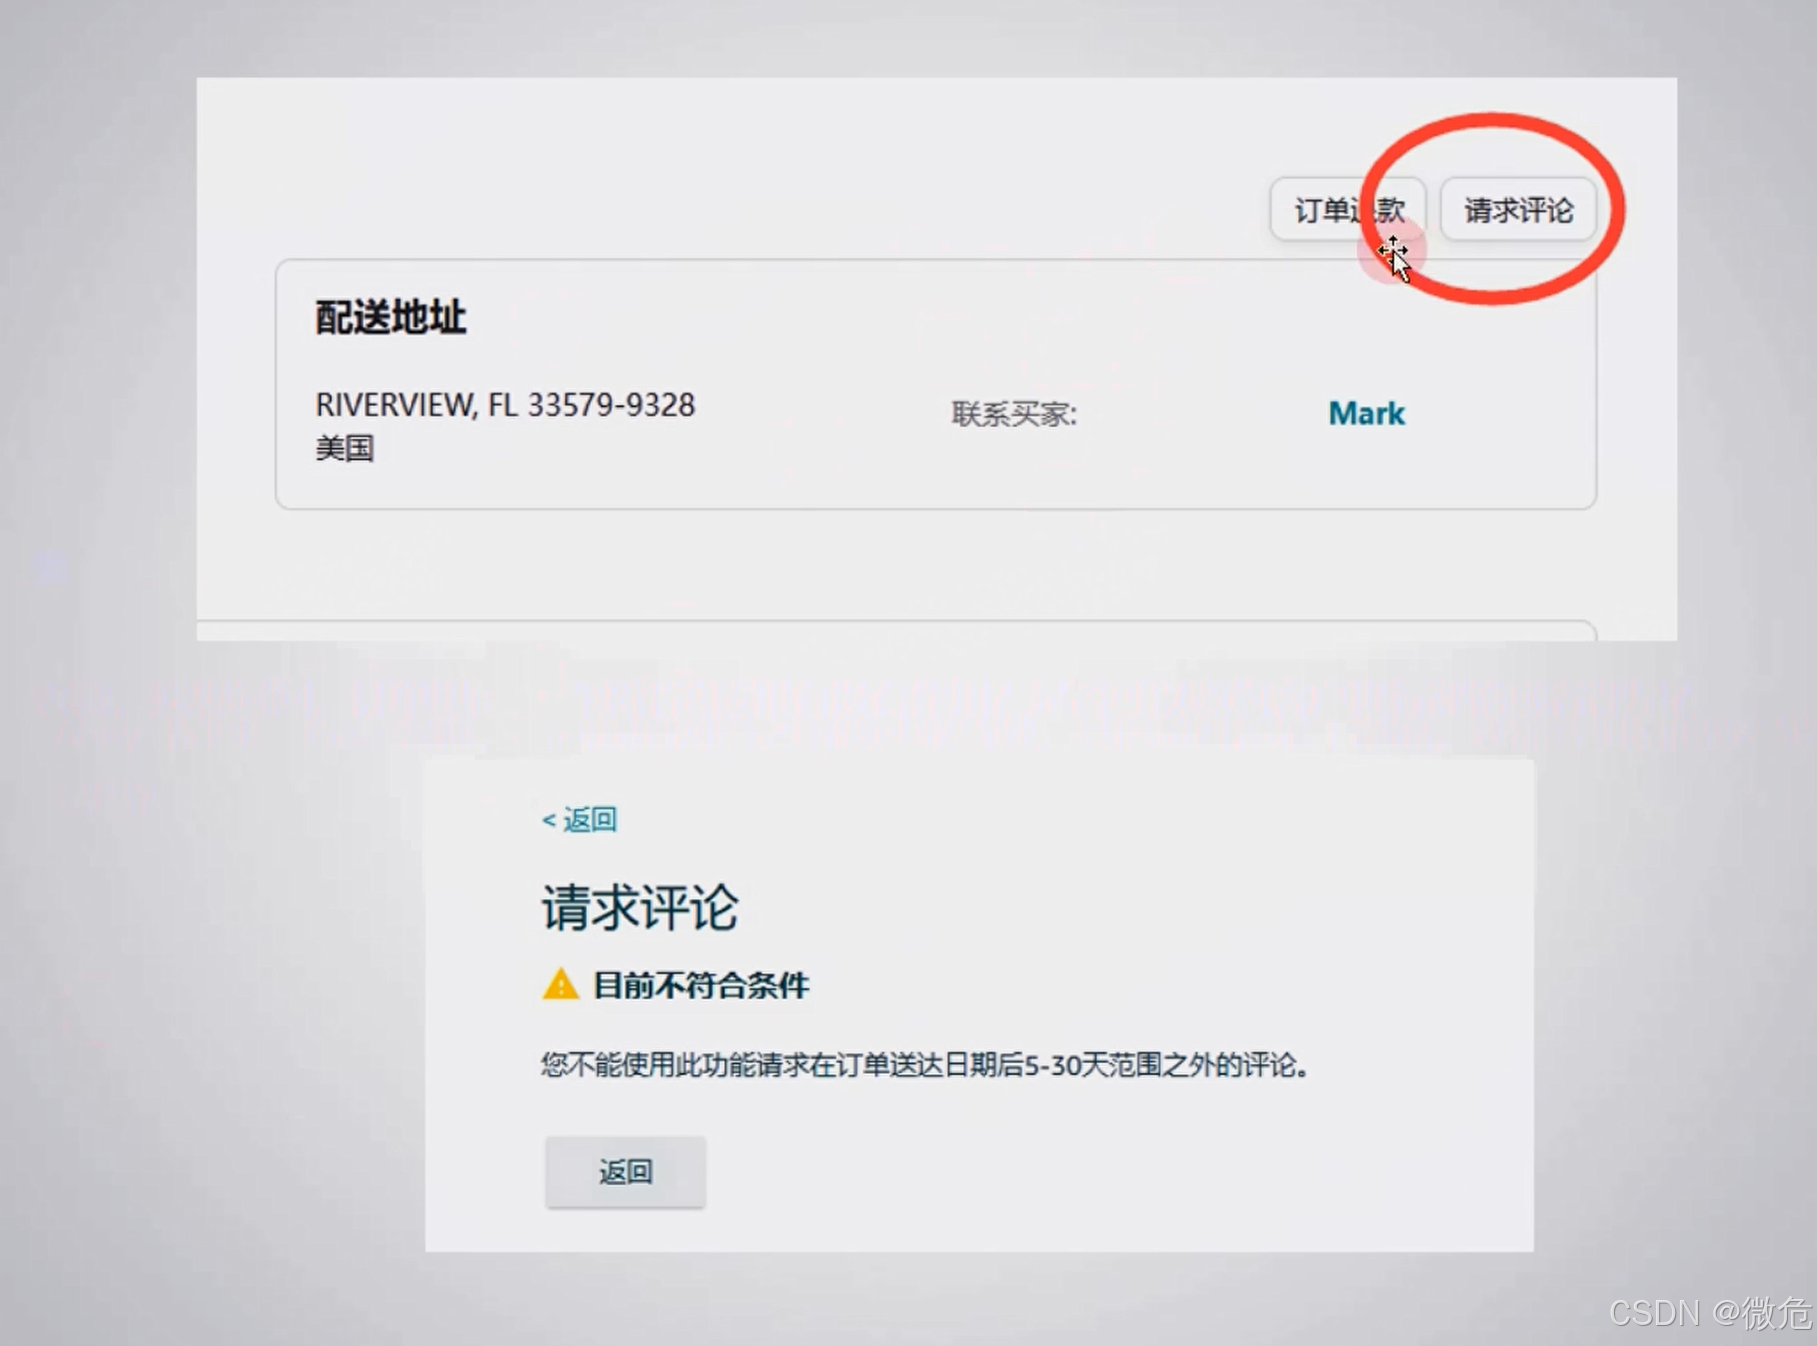 订单退款 请求评论
配送地址
RIVERVIEW, FL 33579-9328
美国
联系买家: Mark
< 返回
请求评论
目前不符合条件
您不能使用此功能请求在订单送达日期后5-30天范围之外的评论。
返回
CSDN @微危